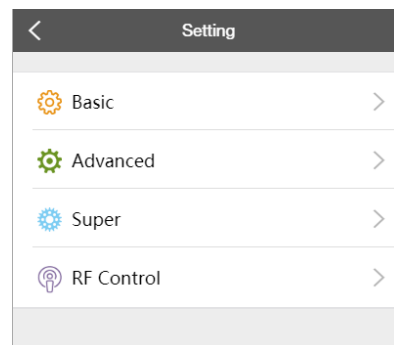 Setting
Basic
Advanced
Super
RF Control